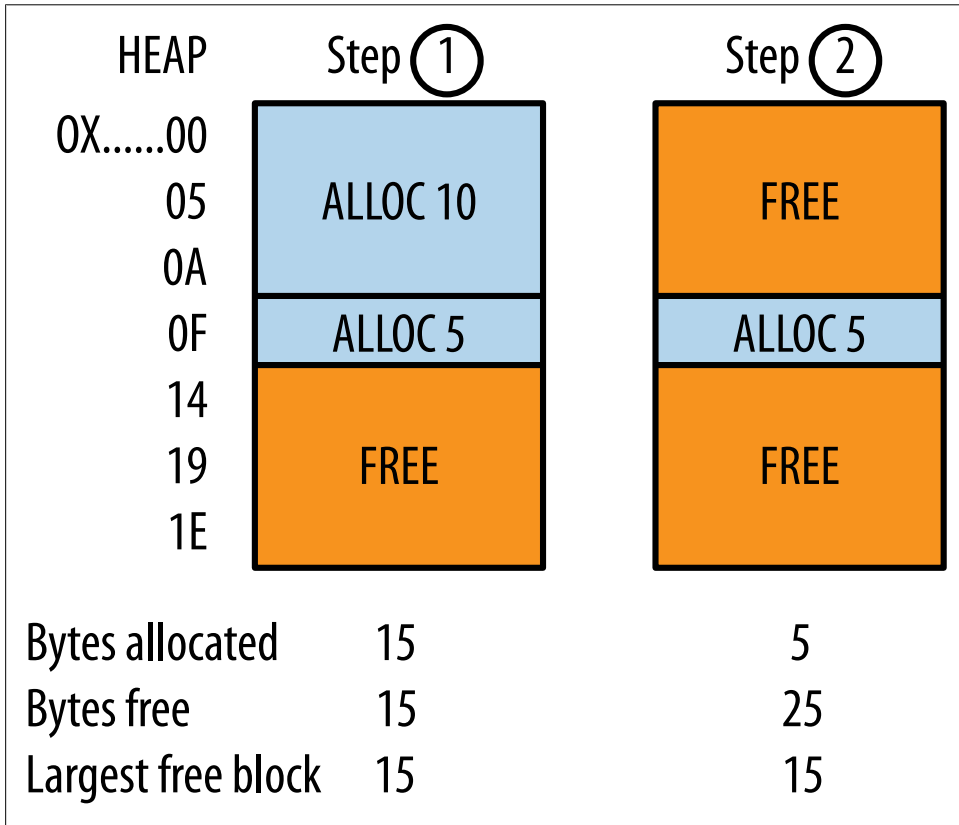 HEAP Step 1 Step 2
OX......00
05 ALLOC 10 FREE
0A
0F ALLOC 5 ALLOC 5
14
19 FREE FREE
1E
Bytes allocated 15 5
Bytes free 15 25
Largest free block 15 15